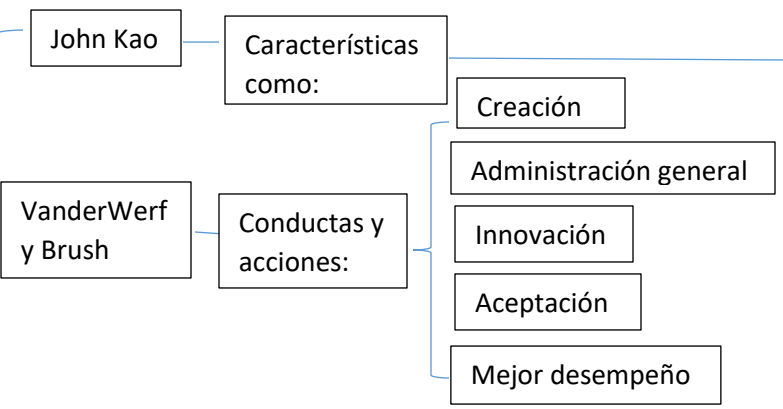 John Kao
Características
como:
Creación
Administración general
VanderWerf
y Brush
Conductas y
acciones:
Innovación
Aceptación
Mejor desempeño